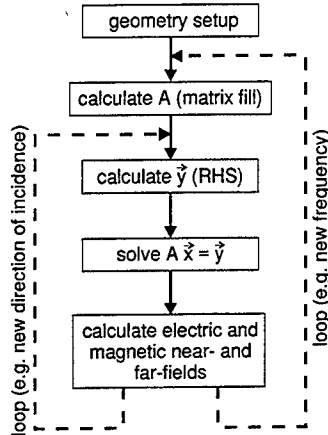 geometry setup
calculate A (matrix fill)
calculate y⃗ (RHS)
solve A x⃗ = y⃗
calculate electric and
magnetic near- and
far-fields
loop (e.g. new direction of incidence)
loop (e.g. new frequency)